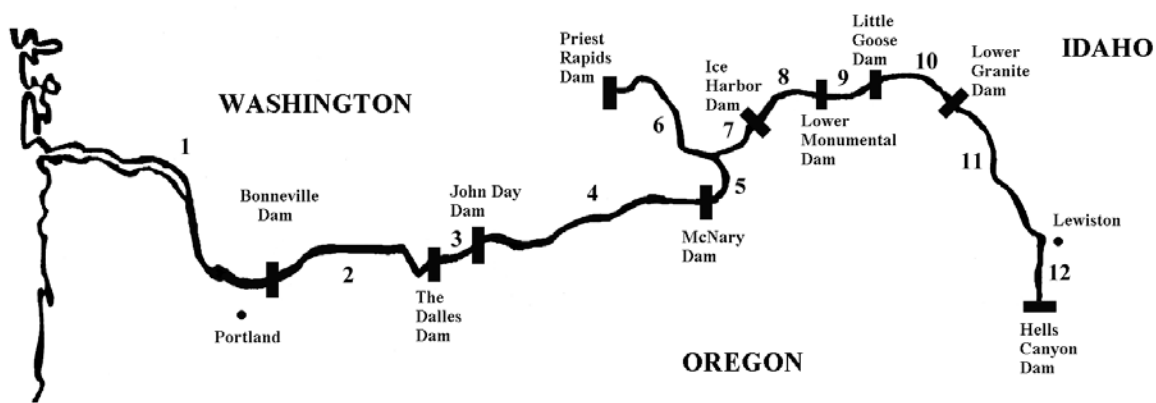 Priest
Rapids
Dam
WASHINGTON
Ice
Harbor
Dam
Little
Goose
Dam
Lower
Granite
Dam
IDAHO
Lower
Monumental
Dam
Bonneville
Dam
John Day
Dam
McNary
Dam
Lewiston
Portland
The
Dalles
Dam
OREGON
Hells
Canyon
Dam
1
2
3
4
5
6
7
8
9
10
11
12